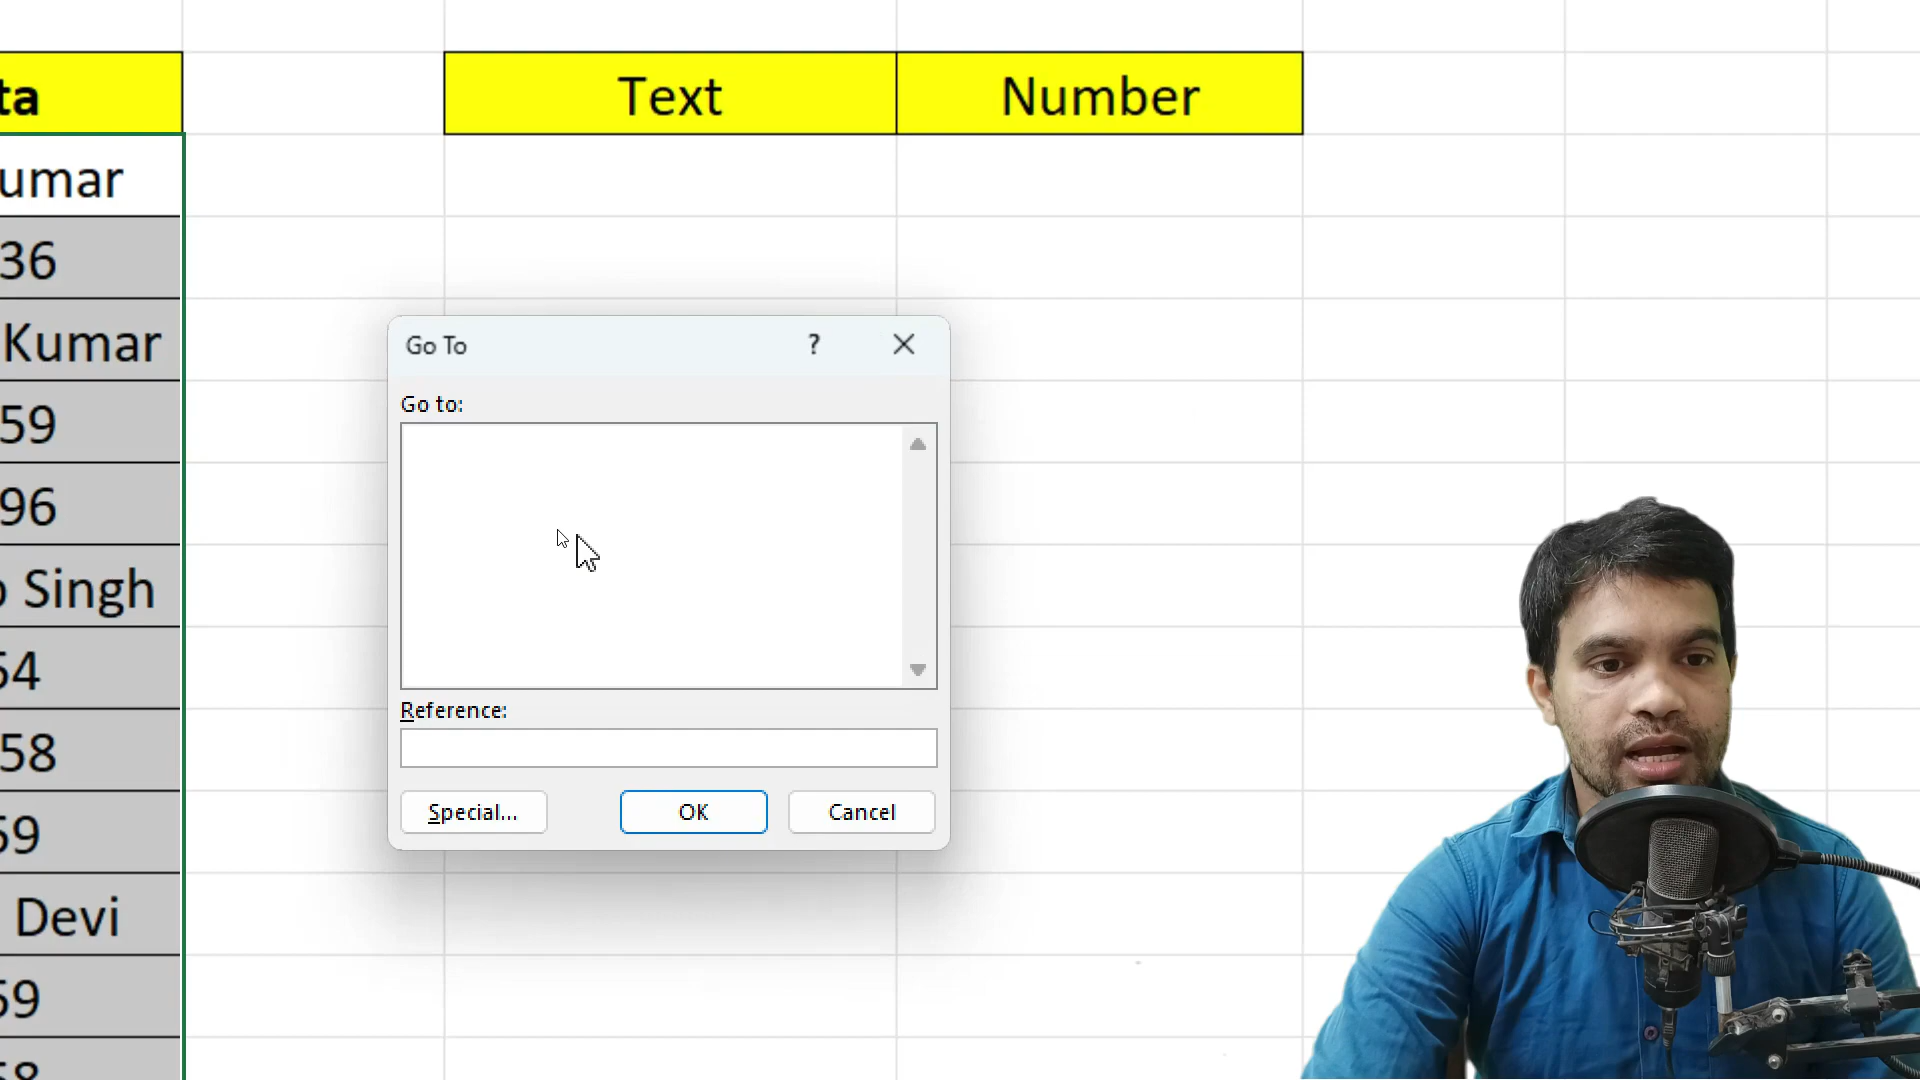 ta
Text
Number
umar
36
Kumar
59
96
Singh
54
58
59
Devi
59
58
Go To
?
Go to:
Reference:
Special...
OK
Cancel